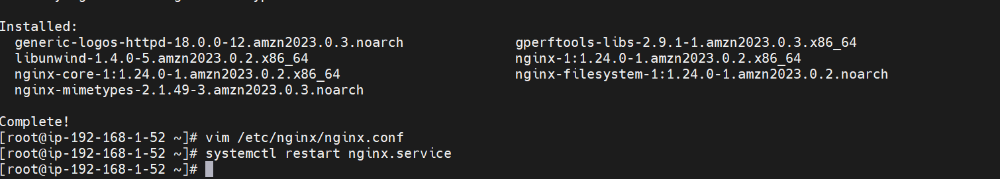 Installed:
  generic-logos-httpd-18.0.0-12.amzn2023.0.3.noarch                gperftools-libs-2.9.1-1.amzn2023.0.3.x86_64
  libunwind-1.4.0-5.amzn2023.0.2.x86_64                            nginx-1:1.24.0-1.amzn2023.0.2.x86_64
  nginx-core-1:1.24.0-1.amzn2023.0.2.x86_64                        nginx-filesystem-1:1.24.0-1.amzn2023.0.2.noarch
  nginx-mimetypes-2.1.49-3.amzn2023.0.3.noarch
Complete!
[root@ip-192-168-1-52 ~]# vim /etc/nginx/nginx.conf
[root@ip-192-168-1-52 ~]# systemctl restart nginx.service
[root@ip-192-168-1-52 ~]#